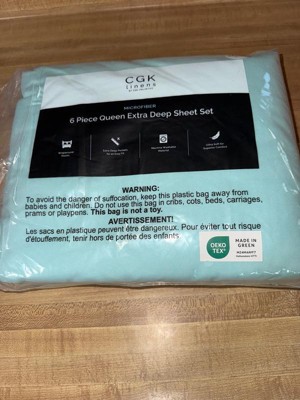 CGK
linens
MICROFIBER
6 Piece Queen Extra Deep Sheet Set
WARNING:
To avoid the danger of suffocation, keep this plastic bag away from
babies and children. Do not use this bag in cribs, cots, beds, carriages,
prams or playpens. This bag is not a toy.
AVERTISSEMENT!
Les sacs en plastique peuvent être dangereux. Pour éviter tout risque
d'étouffement, tenir hors de portée des enfants.
OEKO
TEX®
MADE IN
GREEN